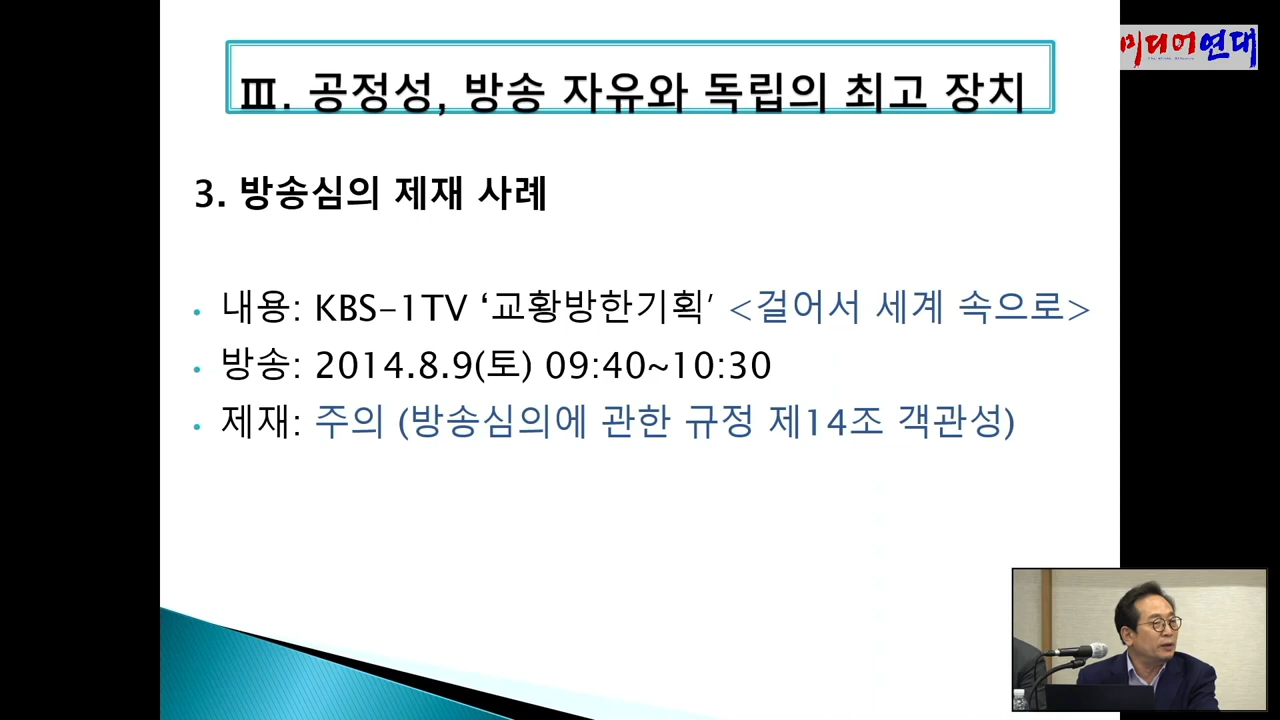 미디어연대
Ⅲ. 공정성, 방송 자유와 독립의 최고 장치
3. 방송심의 제재 사례
• 내용: KBS-1TV ‘교황방한기획’ <걸어서 세계 속으로>
• 방송: 2014.8.9(토) 09:40~10:30
• 제재: 주의 (방송심의에 관한 규정 제14조 객관성)